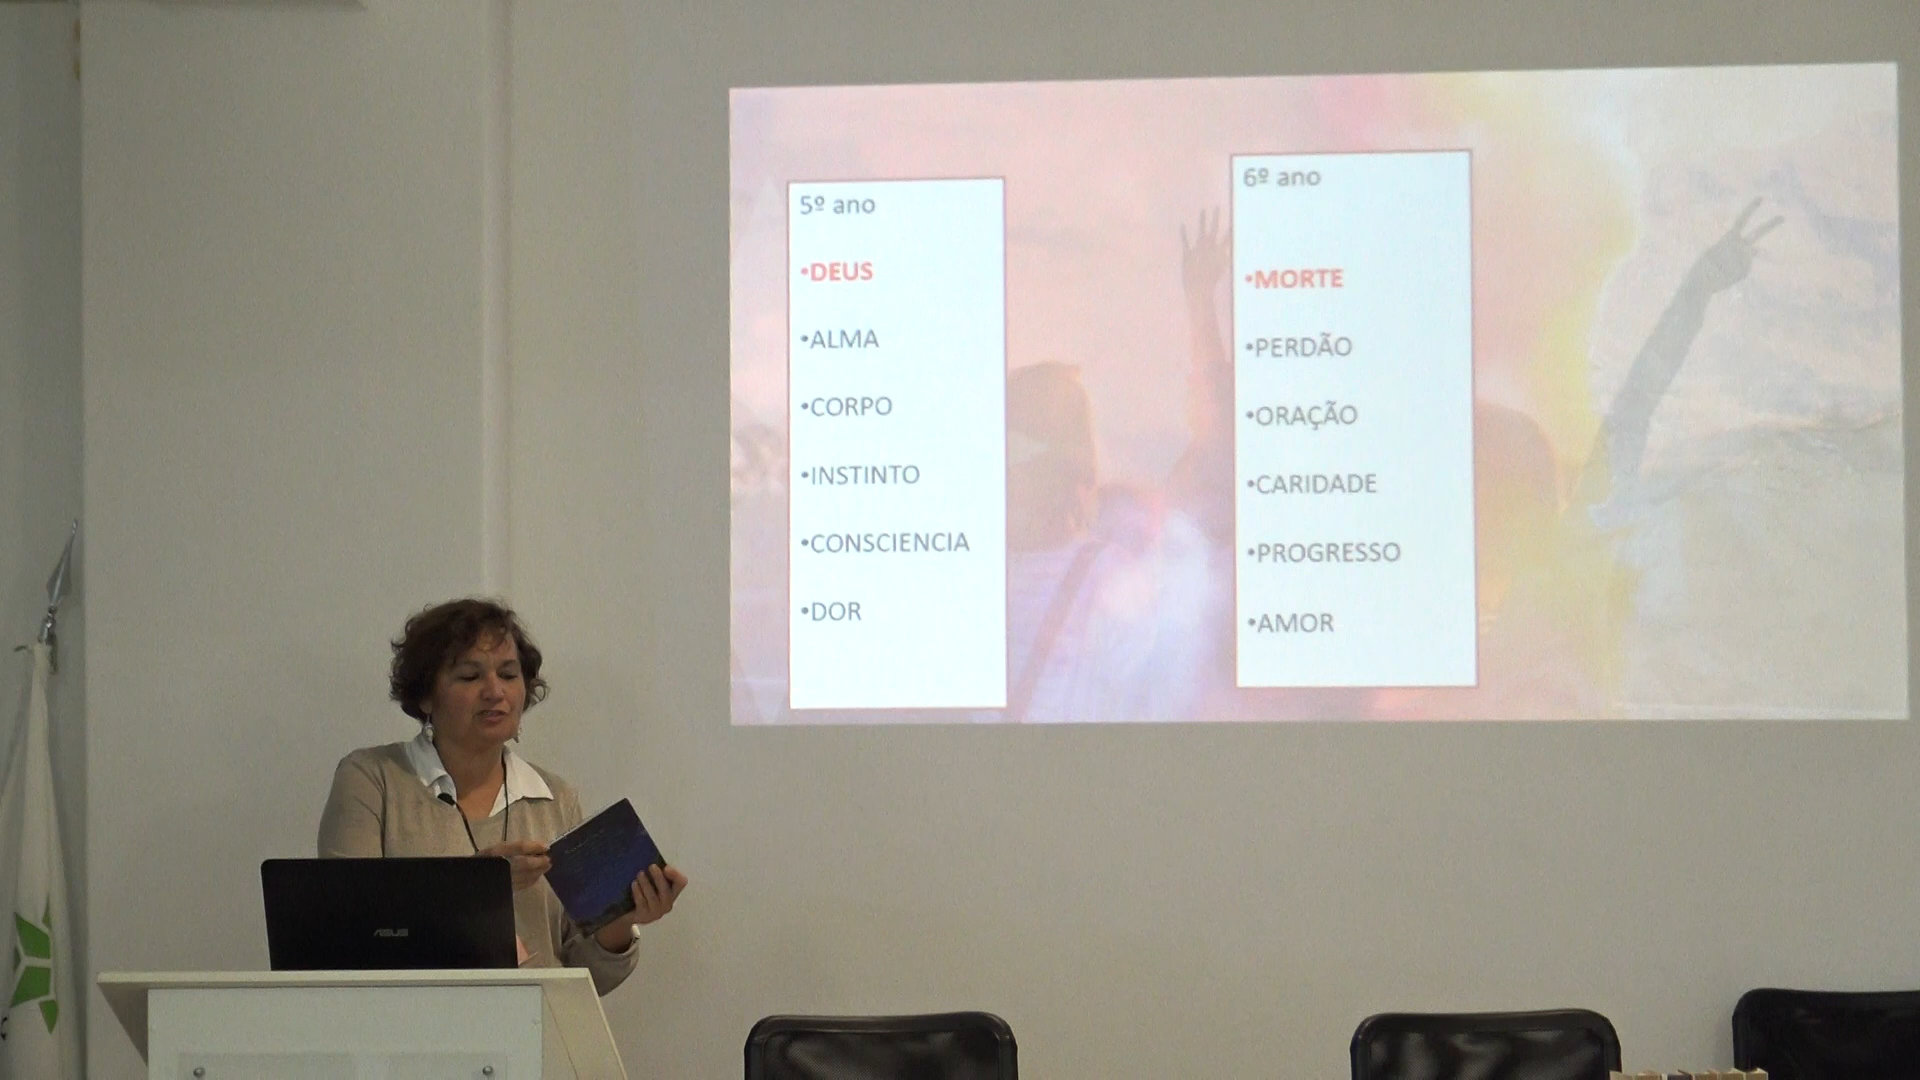 5º ano
•DEUS
•ALMA
•CORPO
•INSTINTO
•CONSCIENCIA
•DOR
6º ano
•MORTE
•PERDÃO
•ORAÇÃO
•CARIDADE
•PROGRESSO
•AMOR
ASUS